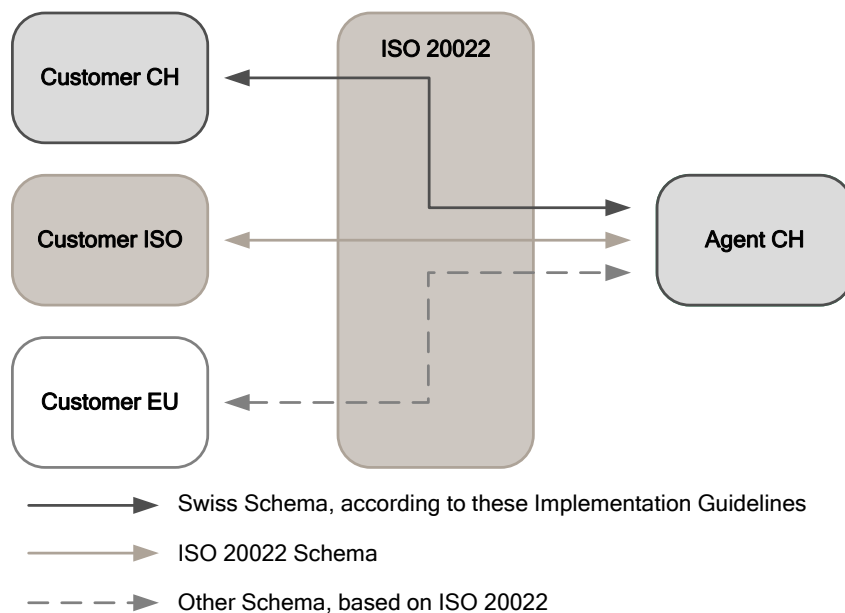 Customer CH
ISO 20022
Customer ISO
Agent CH
Customer EU
Swiss Schema, according to these Implementation Guidelines
ISO 20022 Schema
Other Schema, based on ISO 20022